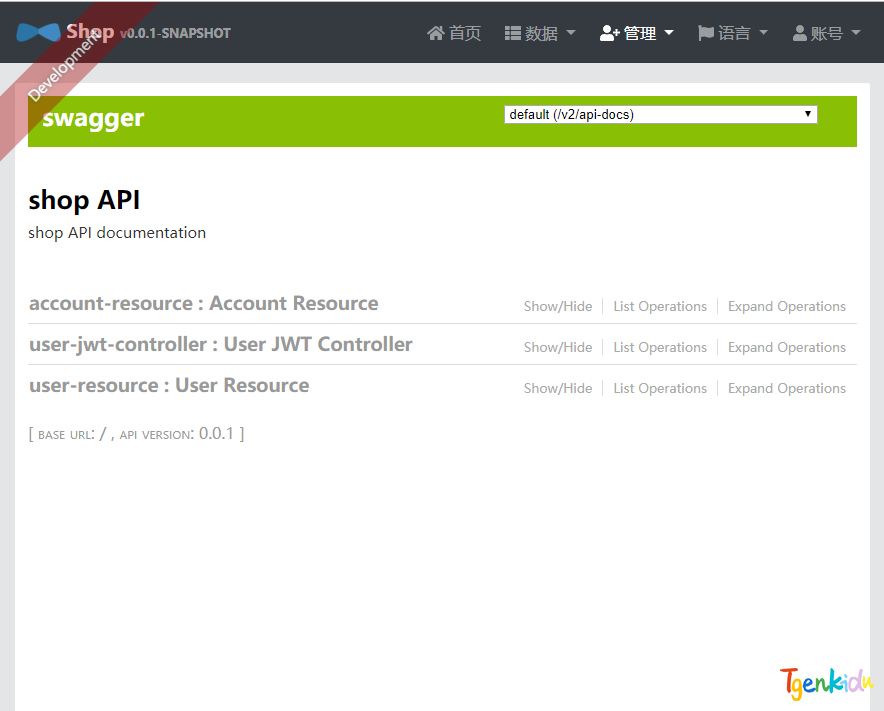 Shop v0.0.1-SNAPSHOT 首页 数据 管理 语言 账号
Development
swagger default (/v2/api-docs)
shop API
shop API documentation
account-resource : Account Resource Show/Hide List Operations Expand Operations
user-jwt-controller : User JWT Controller Show/Hide List Operations Expand Operations
user-resource : User Resource Show/Hide List Operations Expand Operations
[ BASE URL: / , API VERSION: 0.0.1 ]
Tgenkidu